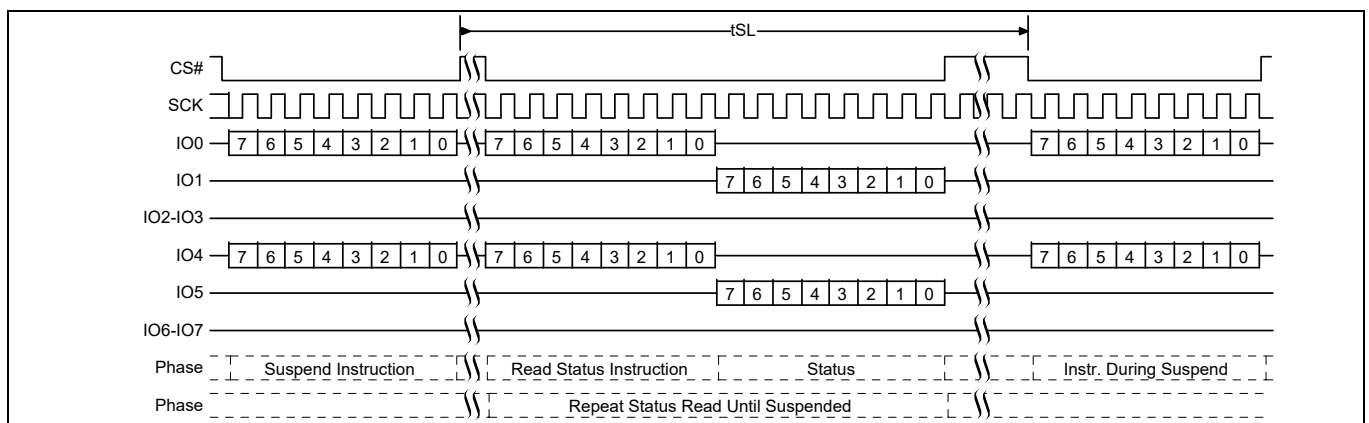 tSL
CS#
SCK
IO0 7 6 5 4 3 2 1 0 7 6 5 4 3 2 1 0 7 6 5 4 3 2 1 0
IO1 7 6 5 4 3 2 1 0
IO2-IO3
IO4 7 6 5 4 3 2 1 0 7 6 5 4 3 2 1 0 7 6 5 4 3 2 1 0
IO5 7 6 5 4 3 2 1 0
IO6-IO7
Phase Suspend Instruction Read Status Instruction Status Instr. During Suspend
Phase Repeat Status Read Until Suspended